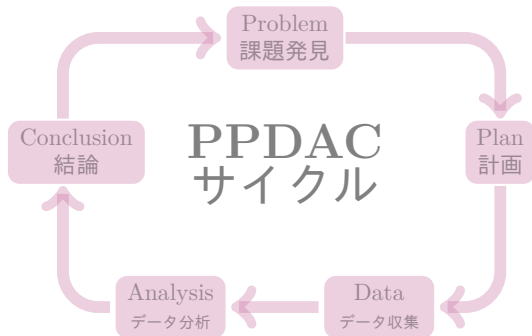 Problem
課題発見
Conclusion
結論
PPDAC
サイクル
Plan
計画
Analysis
データ分析
Data
データ収集